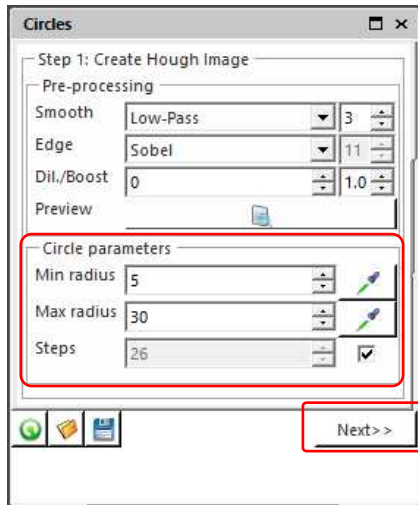 Circles
Step 1: Create Hough Image
Pre-processing
Smooth Low-Pass 3
Edge Sobel 11
Dil./Boost 0 1.0
Preview
Circle parameters
Min radius 5
Max radius 30
Steps 26
Next>>